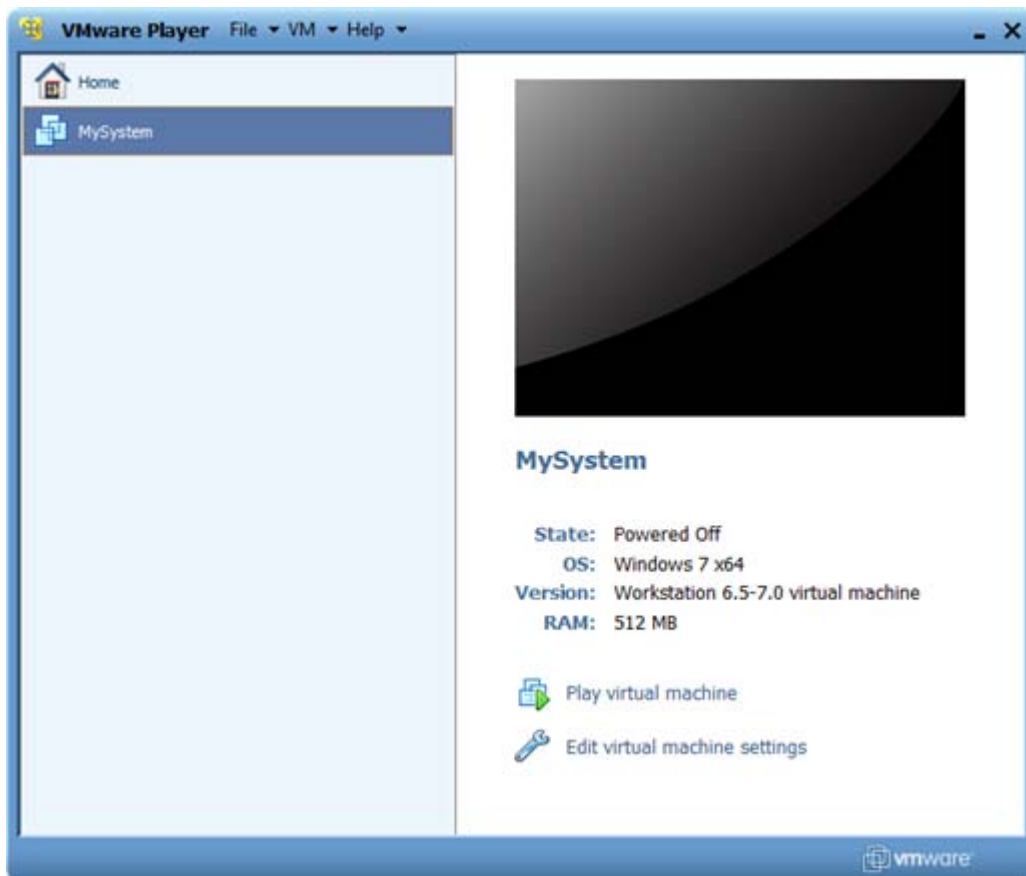 VMware Player File VM Help
Home
MySystem
MySystem
State: Powered Off
OS: Windows 7 x64
Version: Workstation 6.5-7.0 virtual machine
RAM: 512 MB
Play virtual machine
Edit virtual machine settings
vmware